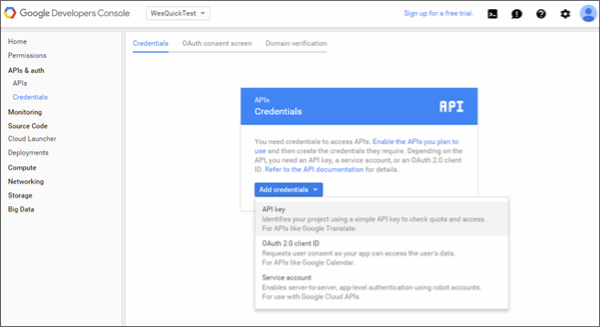 Google Developers Console
WesQuickTest
Sign up for a free trial.
Home
Permissions
APIs & auth
APIs
Credentials
Monitoring
Source Code
Cloud Launcher
Deployments
Compute
Networking
Storage
Big Data
Credentials
OAuth consent screen
Domain verification
APIs
Credentials
API
You need credentials to access APIs. Enable the APIs you plan to
use and then create the credentials they require. Depending on the
API, you need an API key, a service account, or an OAuth 2.0 client
ID. Refer to the API documentation for details.
Add credentials
API key
Identifies your project using a simple API key to check quota and access.
For APIs like Google Translate.
OAuth 2.0 client ID
Requests user consent so your app can access the user's data.
For APIs like Google Calendar.
Service account
Enables server-to-server, app-level authentication using robot accounts.
For use with Google Cloud APIs.